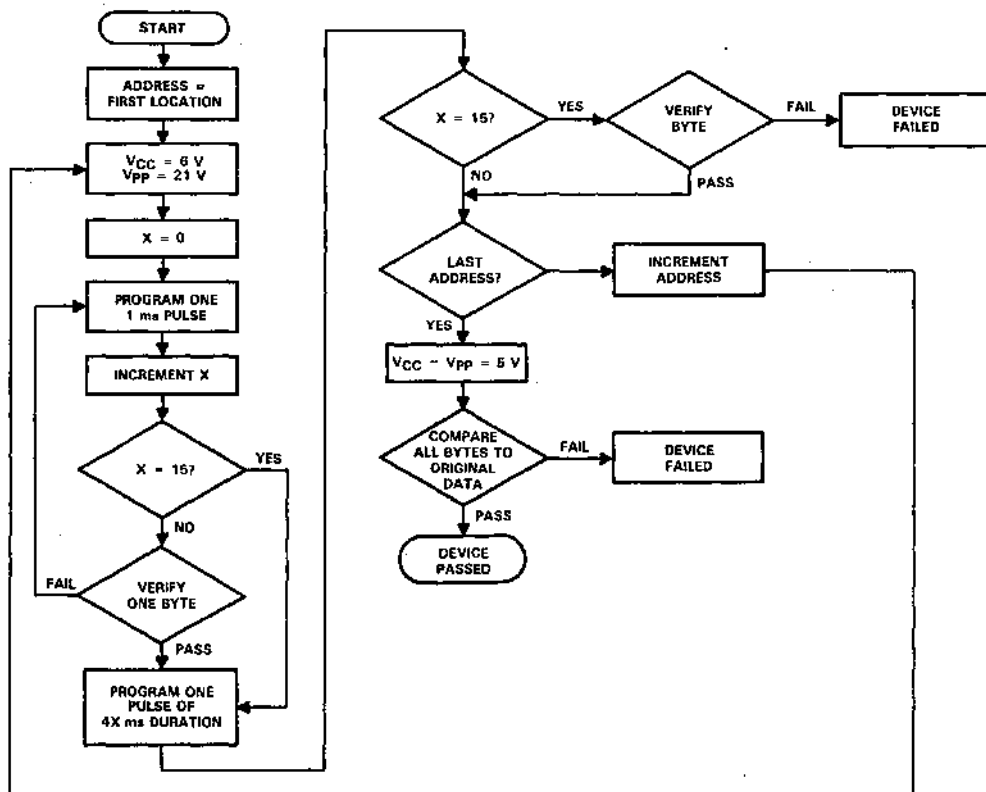 START
ADDRESS =
FIRST LOCATION
VCC = 6 V
VPP = 21 V
X = 0
PROGRAM ONE
1 ms PULSE
INCREMENT X
X = 15?
YES
NO
FAIL
VERIFY
ONE BYTE
PASS
PROGRAM ONE
PULSE OF
4X ms DURATION
X = 15?
YES
VERIFY
BYTE
FAIL
DEVICE
FAILED
NO
PASS
LAST
ADDRESS?
INCREMENT
ADDRESS
YES
VCC – VPP = 5 V
COMPARE
ALL BYTES TO
ORIGINAL
DATA
FAIL
DEVICE
FAILED
PASS
DEVICE
PASSED